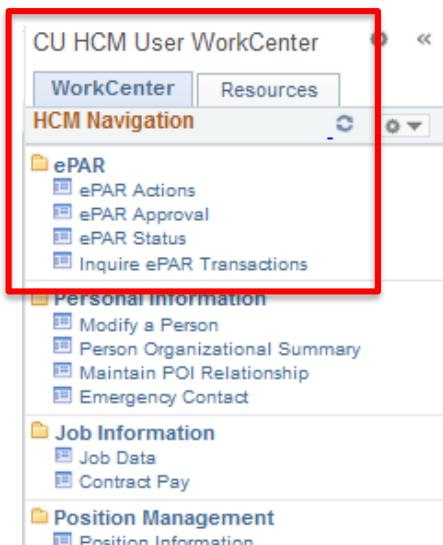 CU HCM User WorkCenter
WorkCenter Resources
HCM Navigation
ePAR
ePAR Actions
ePAR Approval
ePAR Status
Inquire ePAR Transactions
Personal Information
Modify a Person
Person Organizational Summary
Maintain POI Relationship
Emergency Contact
Job Information
Job Data
Contract Pay
Position Management
Position Information